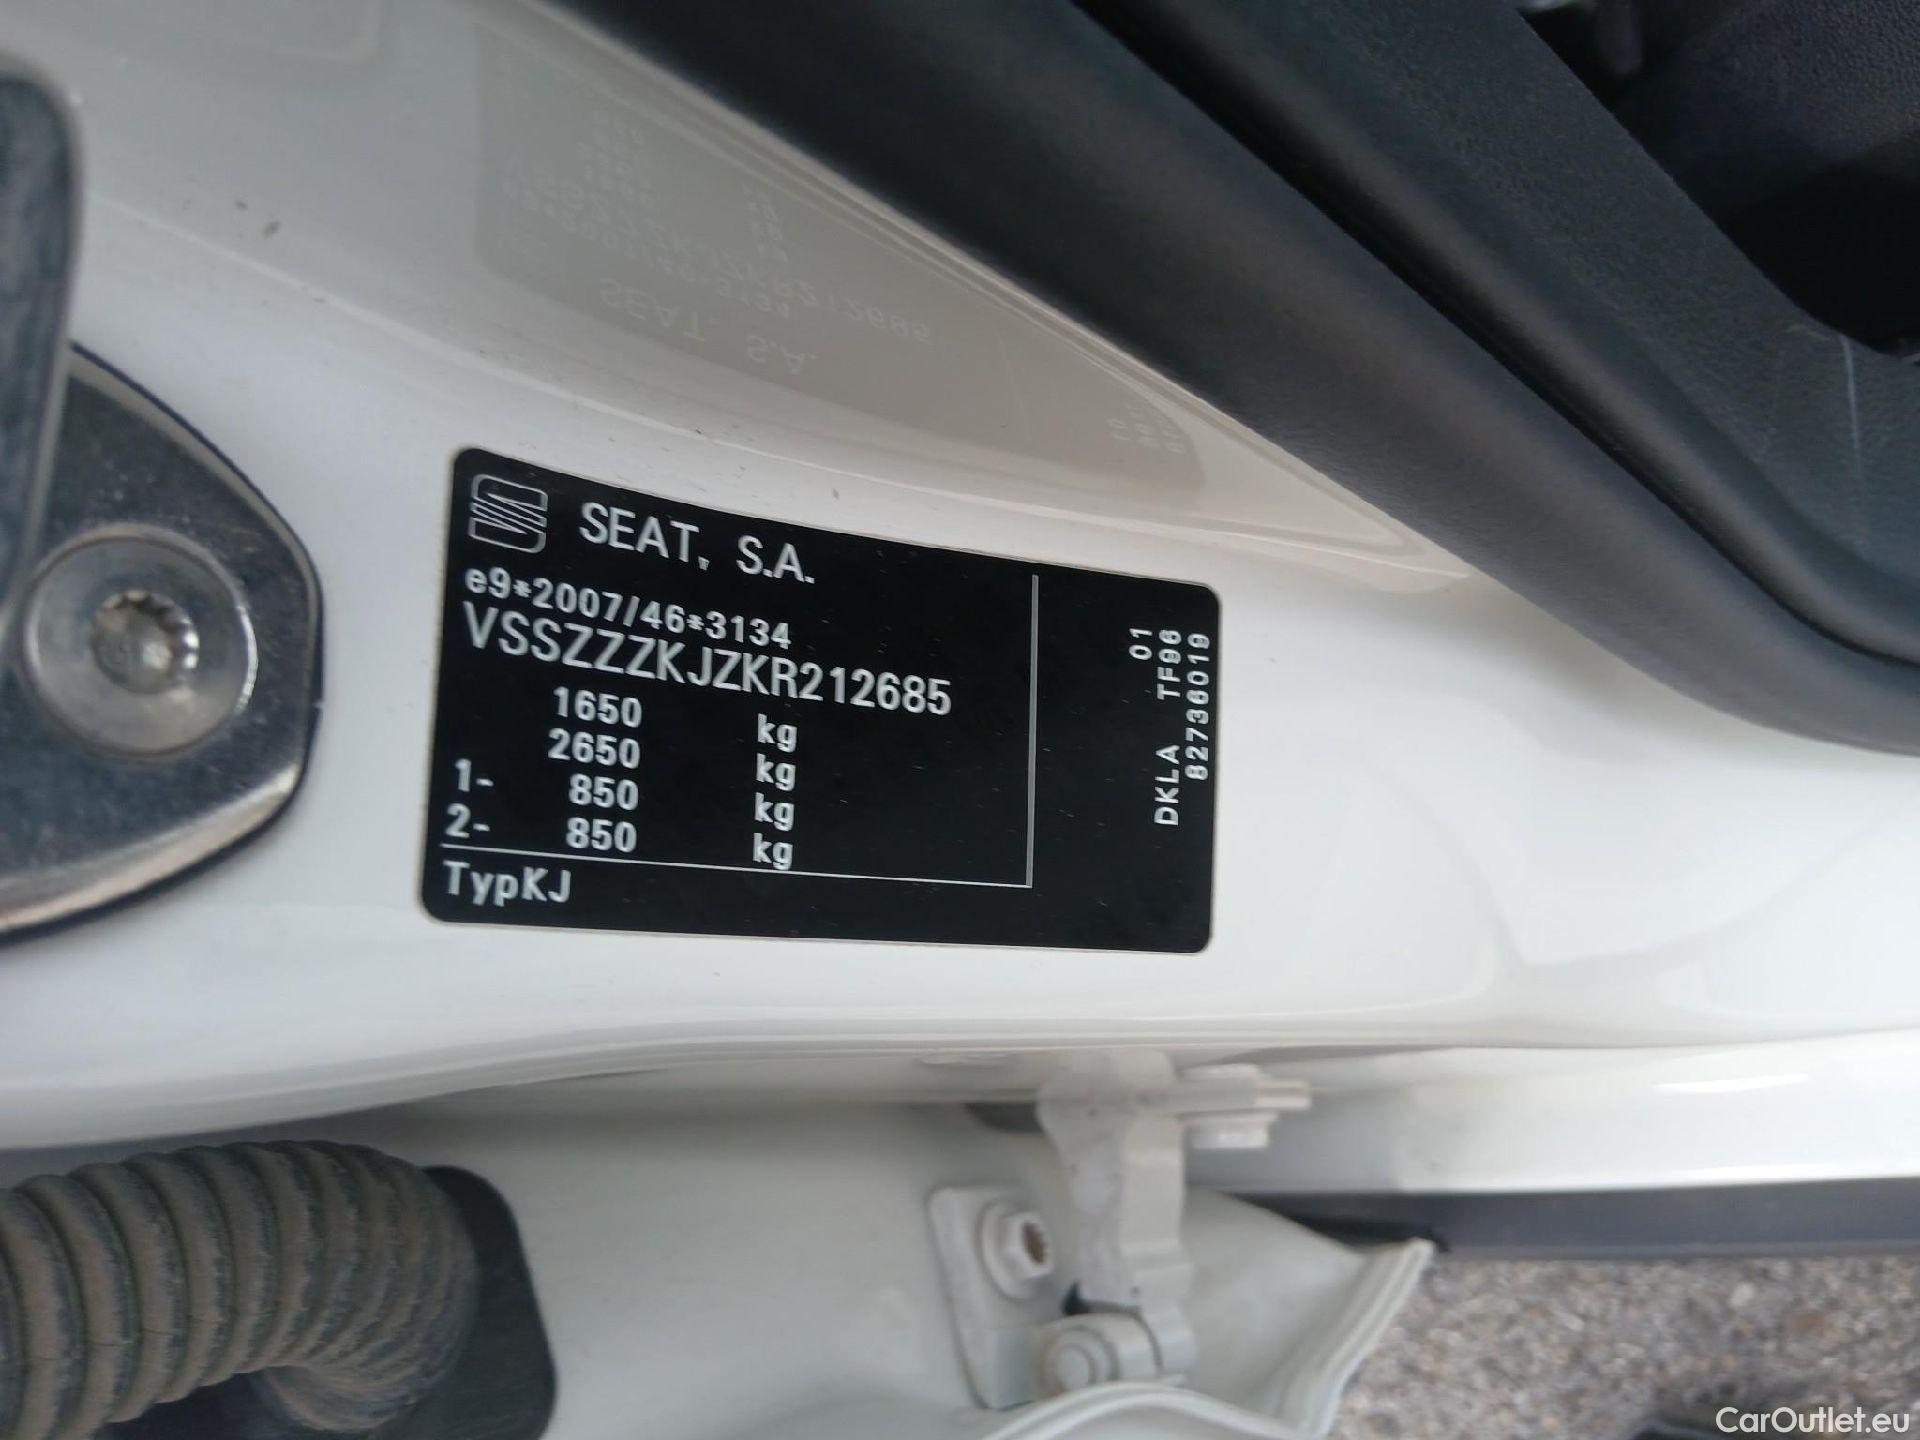 SEAT, S.A.
e9*2007/46*3134
VSSZZZKJZKR212685
1650 kg
2650 kg
1- 850 kg
2- 850 kg
TypKJ
01
DKLA TF96
82736019
SEAT, S.A.
CarOutlet.eu